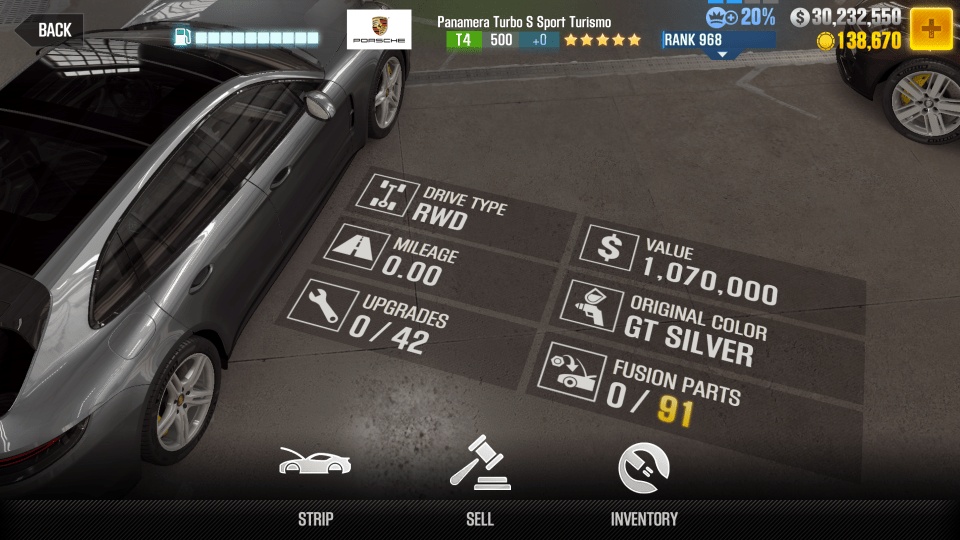 BACK
PORSCHE
Panamera Turbo S Sport Turismo
T4 500 +0
20%
RANK 968
30,232,550
138,670
DRIVE TYPE
RWD
MILEAGE
0.00
UPGRADES
0/42
VALUE
1,070,000
ORIGINAL COLOR
GT SILVER
FUSION PARTS
0/91
STRIP
SELL
INVENTORY